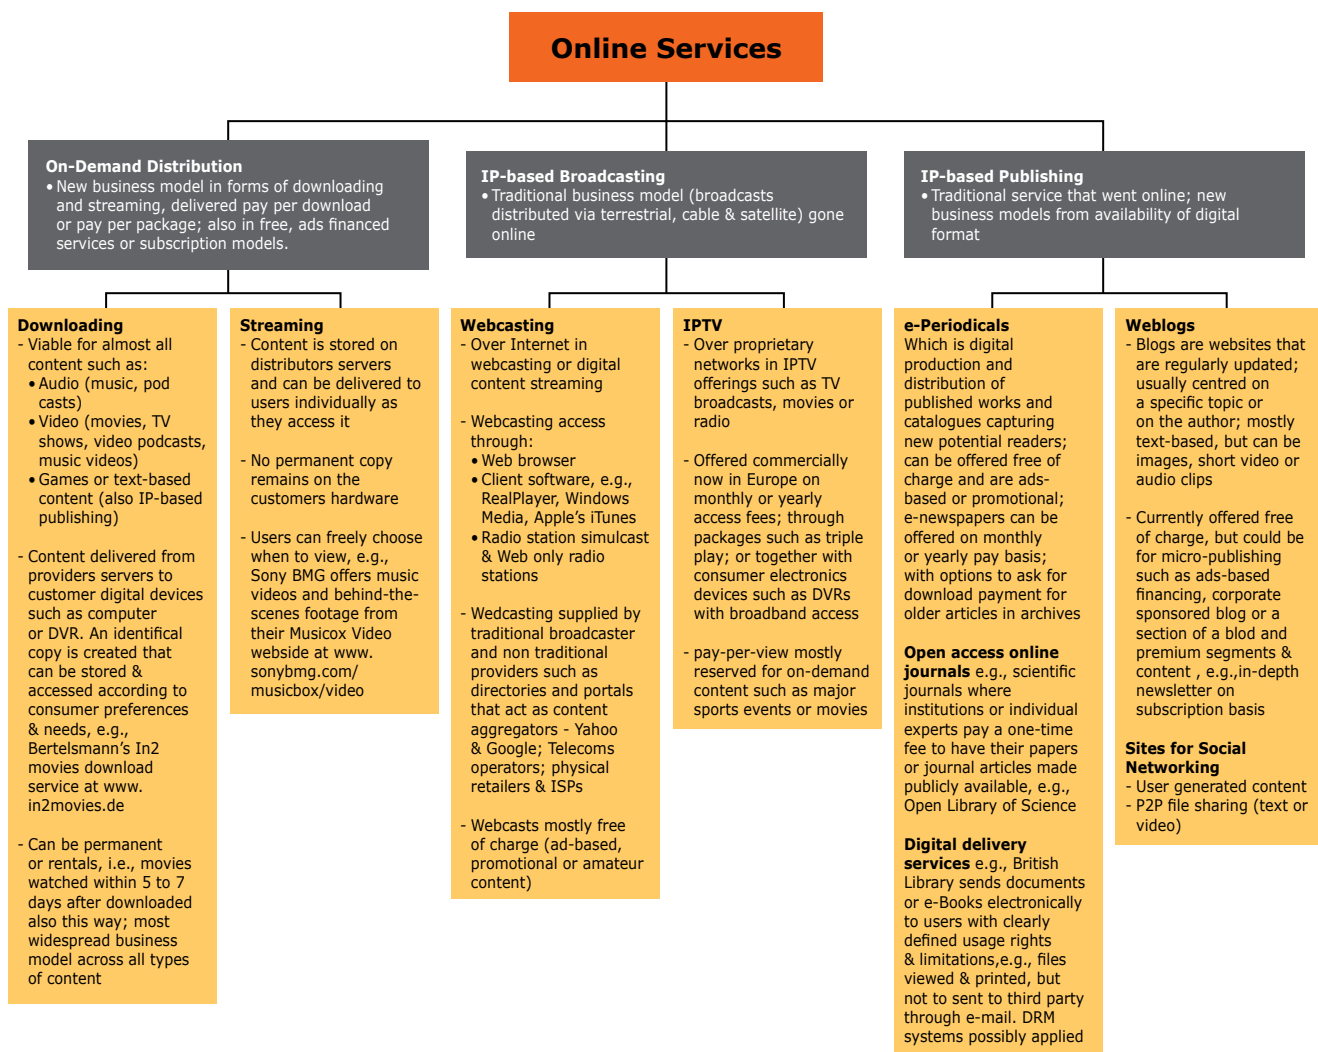 Online Services
On-Demand Distribution
• New business model in forms of downloading
and streaming, delivered pay per download
or pay per package; also in free, ads financed
services or subscription models.
IP-based Broadcasting
• Traditional business model (broadcasts
distributed via terrestrial, cable & satellite) gone
online
IP-based Publishing
• Traditional service that went online; new
business models from availability of digital
format
Downloading
- Viable for almost all
content such as:
• Audio (music, pod
casts)
• Video (movies, TV
shows, video podcasts,
music videos)
• Games or text-based
content (also IP-based
publishing)
- Content delivered from
providers servers to
customer digital devices
such as computer
or DVR. An identifical
copy is created that
can be stored &
accessed according to
consumer preferences
& needs, e.g.,
Bertelsmann's In2
movies download
service at www.
in2movies.de
- Can be permanent
or rentals, i.e., movies
watched within 5 to 7
days after downloaded
also this way; most
widespread business
model across all types
of content
Streaming
- Content is stored on
distributors servers
and can be delivered to
users individually as
they access it
- No permanent copy
remains on the
customers hardware
- Users can freely choose
when to view, e.g.,
Sony BMG offers music
videos and behind-the-
scenes footage from
their Musicox Video
webside at www.
sonybmg.com/
musicbox/video
Webcasting
- Over Internet in
webcasting or digital
content streaming
- Webcasting access
through:
• Web browser
• Client software, e.g.,
RealPlayer, Windows
Media, Apple's iTunes
• Radio station simulcast
& Web only radio
stations
- Wedcasting supplied by
traditional broadcaster
and non traditional
providers such as
directories and portals
that act as content
aggregators - Yahoo
& Google; Telecoms
operators; physical
retailers & ISPs
- Webcasts mostly free
of charge (ad-based,
promotional or amateur
content)
IPTV
- Over proprietary
networks in IPTV
offerings such as TV
broadcasts, movies or
radio
- Offered commercially
now in Europe on
monthly or yearly
access fees; through
packages such as triple
play; or together with
consumer electronics
devices such as DVRs
with broadband access
- pay-per-view mostly
reserved for on-demand
content such as major
sports events or movies
e-Periodicals
Which is digital
production and
distribution of
published works and
catalogues capturing
new potential readers;
can be offered free of
charge and are ads-
based or promotional;
e-newspapers can be
offered on monthly
or yearly pay basis;
with options to ask for
download payment for
older articles in archives
Open access online
journals e.g., scientific
journals where
institutions or individual
experts pay a one-time
fee to have their papers
or journal articles made
publicly available, e.g.,
Open Library of Science
Digital delivery
services e.g., British
Library sends documents
or e-Books electronically
to users with clearly
defined usage rights
& limitations,e.g., files
viewed & printed, but
not to sent to third party
through e-mail. DRM
systems possibly applied
Weblogs
- Blogs are websites that
are regularly updated;
usually centred on
a specific topic or
on the author; mostly
text-based, but can be
images, short video or
audio clips
- Currently offered free
of charge, but could be
for micro-publishing
such as ads-based
financing, corporate
sponsored blog or a
section of a blod and
premium segments &
content , e.g.,in-depth
newsletter on
subscription basis
Sites for Social
Networking
- User generated content
- P2P file sharing (text or
video)